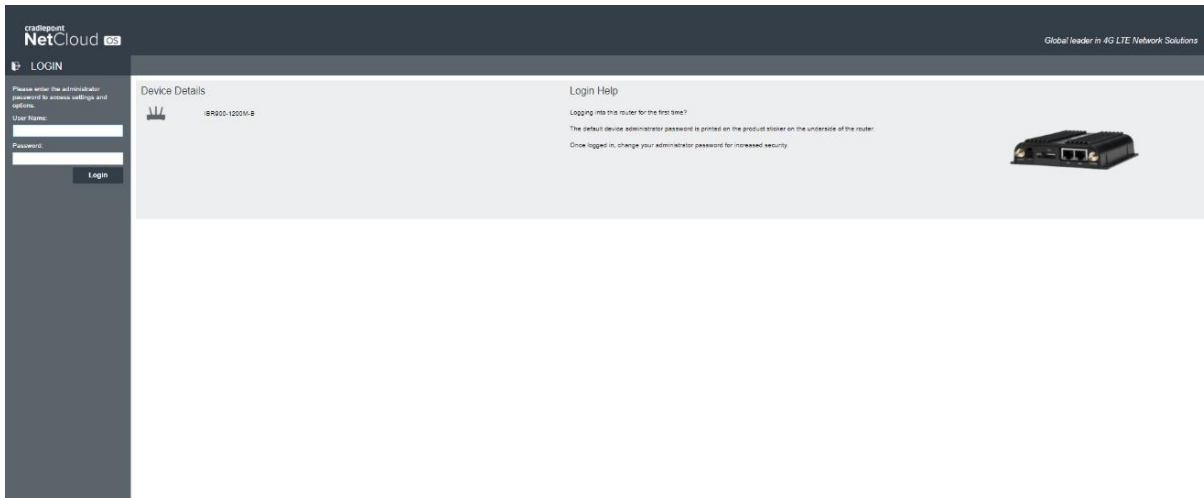 cradlepoint
NetCloud OS
Global leader in 4G LTE Network Solutions
LOGIN
Please enter the administrator
password to access settings and
options.
User Name:
Password:
Login
Device Details
IBR900-1200M-B
Login Help
Logging into this router for the first time?
The default device administrator password is printed on the product sticker on the underside of the router.
Once logged in, change your administrator password for increased security.